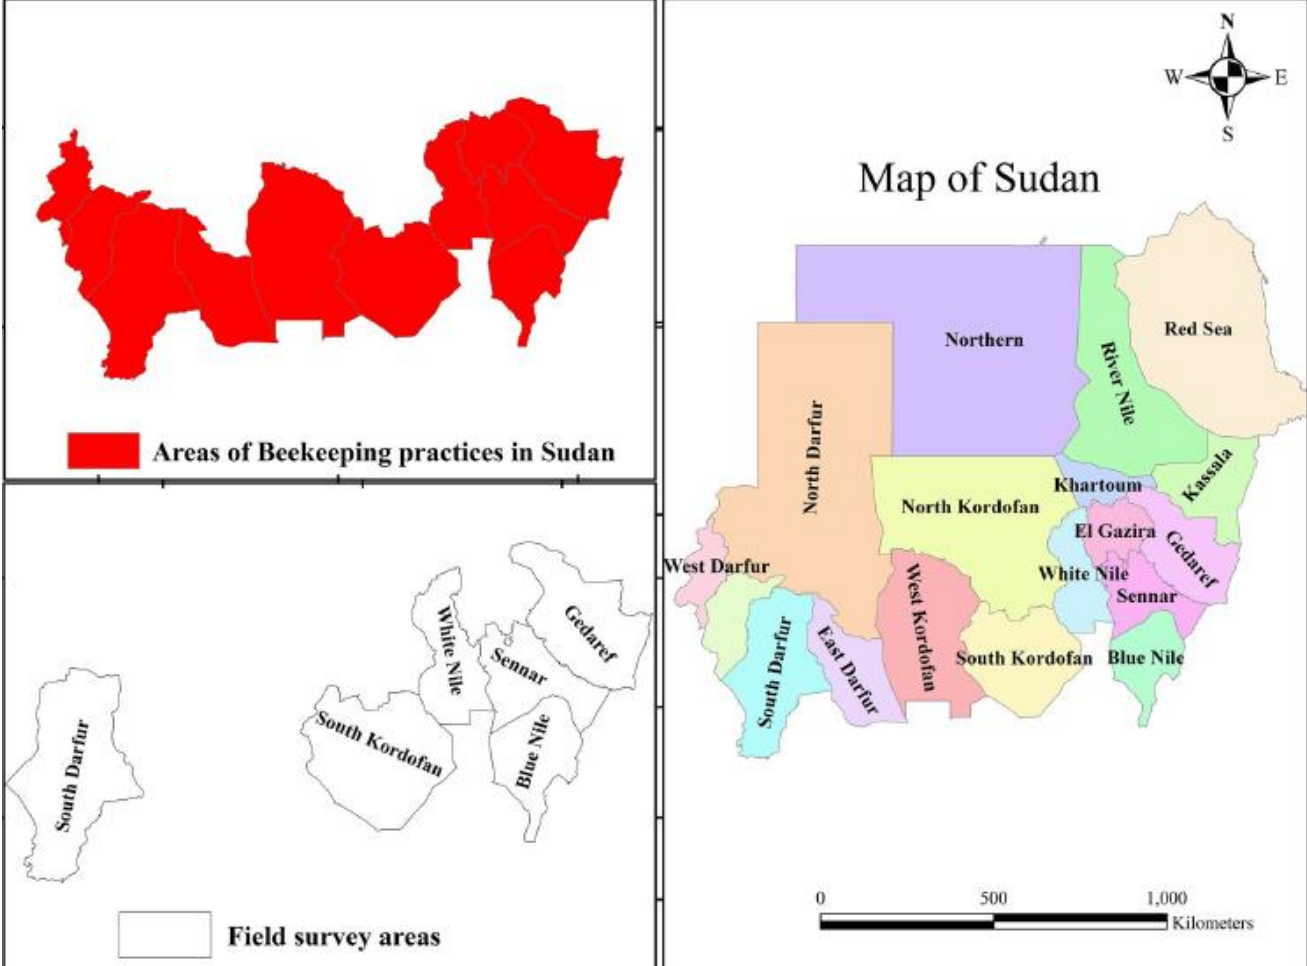 Areas of Beekeeping practices in Sudan
White Nile
Gedaref
Sennar
South Kordofan
Blue Nile
South Darfur
Field survey areas
N
W E
S
Map of Sudan
Northern
River Nile
Red Sea
North Darfur
North Kordofan
Khartoum
Kassala
El Gazira
Gedaref
West Darfur
White Nile
Sennar
West Kordofan
South Darfur
East Darfur
South Kordofan
Blue Nile
0 500 1,000
Kilometers